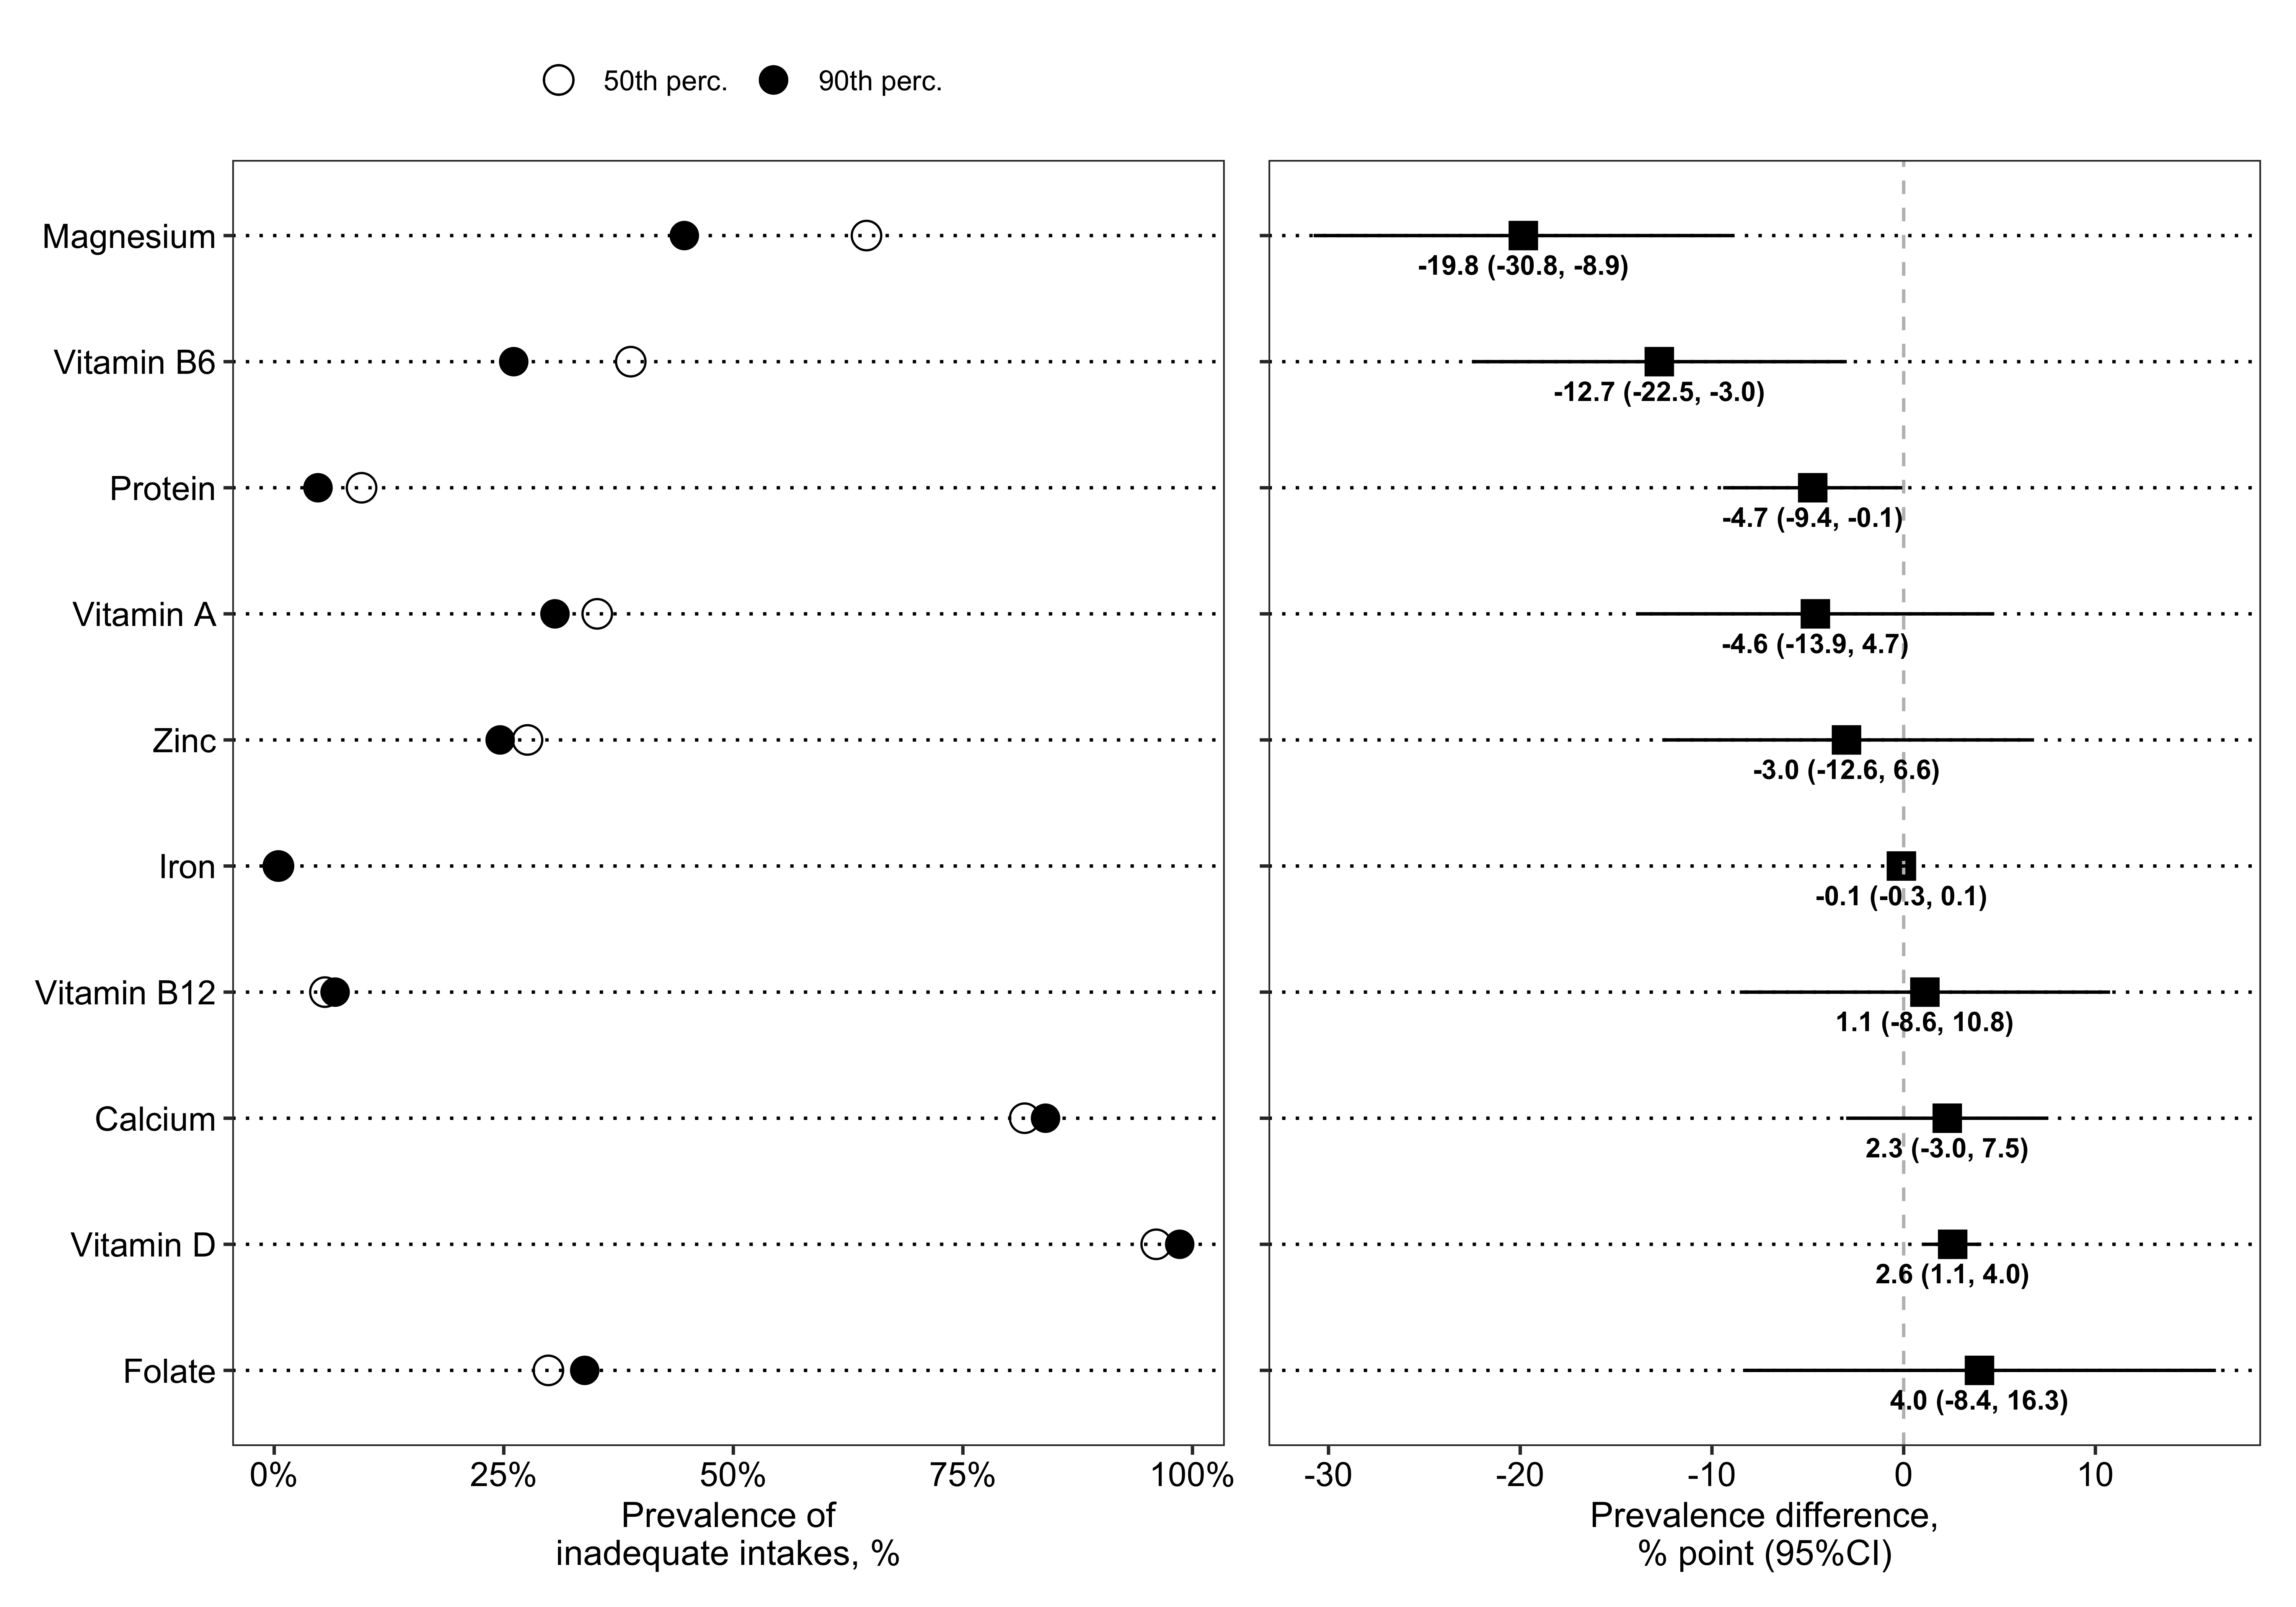 50th perc. 90th perc.
Magnesium
-19.8 (-30.8, -8.9)
Vitamin B6
-12.7 (-22.5, -3.0)
Protein
-4.7 (-9.4, -0.1)
Vitamin A
-4.6 (-13.9, 4.7)
Zinc
-3.0 (-12.6, 6.6)
Iron
-0.1 (-0.3, 0.1)
Vitamin B12
1.1 (-8.6, 10.8)
Calcium
2.3 (-3.0, 7.5)
Vitamin D
2.6 (1.1, 4.0)
Folate
4.0 (-8.4, 16.3)
0% 25% 50% 75% 100%
Prevalence of
inadequate intakes, %
-30 -20 -10 0 10
Prevalence difference,
% point (95%CI)